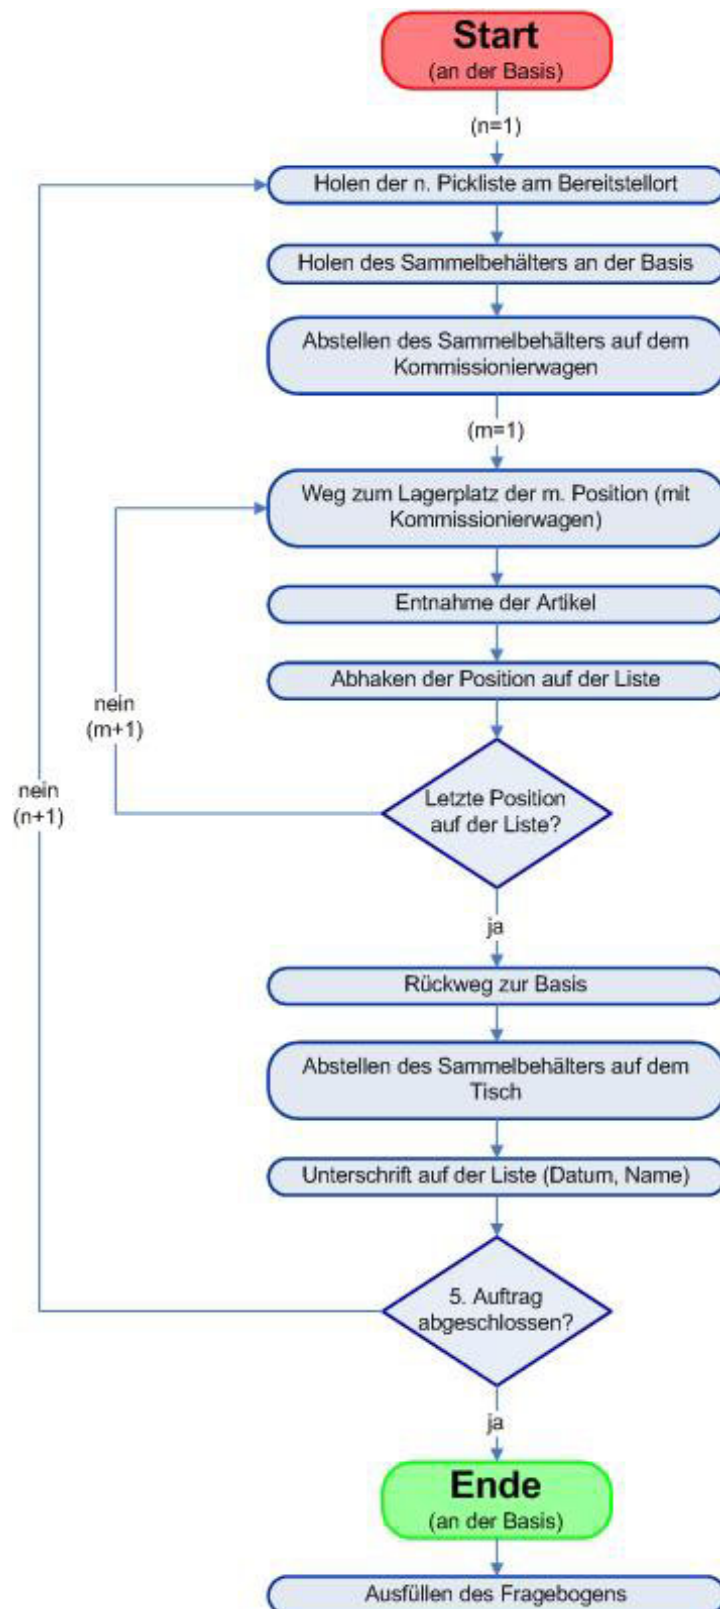 Start
(an der Basis)
(n=1)
Holen der n. Pickliste am Bereitstellort
Holen des Sammelbehälters an der Basis
Abstellen des Sammelbehälters auf dem
Kommissionierwagen
(m=1)
Weg zum Lagerplatz der m. Position (mit
Kommissionierwagen)
Entnahme der Artikel
Abhaken der Position auf der Liste
nein
(m+1)
nein
(n+1)
Letzte Position
auf der Liste?
ja
Rückweg zur Basis
Abstellen des Sammelbehälters auf dem
Tisch
Unterschrift auf der Liste (Datum, Name)
5. Auftrag
abgeschlossen?
ja
Ende
(an der Basis)
Ausfüllen des Fragebogens